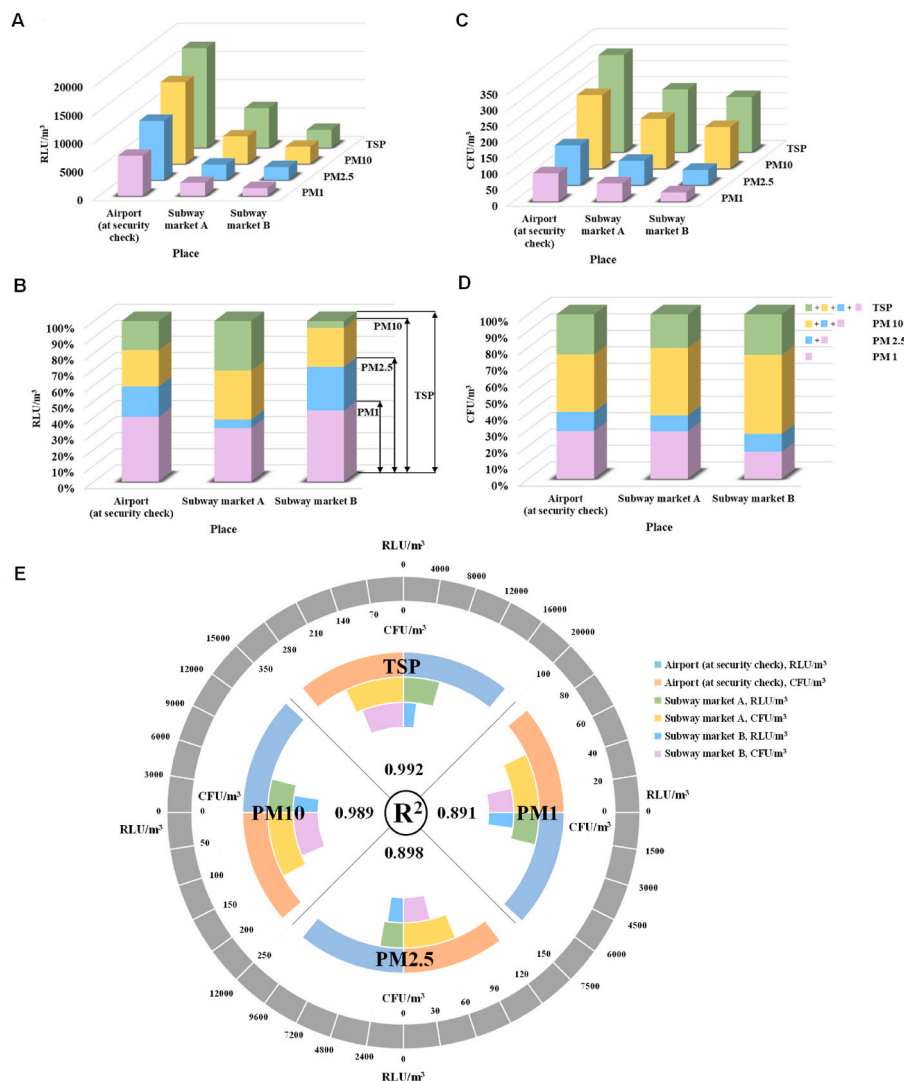 A
RLU/m³
20000
15000
10000
5000
0
TSP
PM10
PM2.5
PM1
Airport
(at security
check)
Subway
market A
Subway
market B
Place
C
CFU/m³
350
300
250
200
150
100
50
0
TSP
PM10
PM2.5
PM1
Airport
(at security
check)
Subway
market A
Subway
market B
Place
B
RLU/m³
100%
90%
80%
70%
60%
50%
40%
30%
20%
10%
0%
PM10
PM2.5
PM1
TSP
Airport
(at security check)
Subway market A
Subway market B
Place
D
CFU/m³
100%
90%
80%
70%
60%
50%
40%
30%
20%
10%
0%
+ + + TSP
+ + PM 10
+ PM 2.5
PM 1
Airport
(at security check)
Subway market A
Subway market B
Place
E
RLU/m³
0
4000
8000
12000
16000
20000
0
70
140
210
280
350
CFU/m³
TSP
0.992
15000
12000
9000
6000
3000
0
RLU/m³
CFU/m³
0
50
100
150
200
250
PM10
0.989
R²
0.891
PM1
100
80
60
40
20
0
CFU/m³
RLU/m³
0
1500
3000
4500
6000
7500
0.898
PM2.5
CFU/m³
0
30
60
90
120
150
12000
9600
7200
4800
2400
0
RLU/m³
Airport (at security check), RLU/m³
Airport (at security check), CFU/m³
Subway market A, RLU/m³
Subway market A, CFU/m³
Subway market B, RLU/m³
Subway market B, CFU/m³